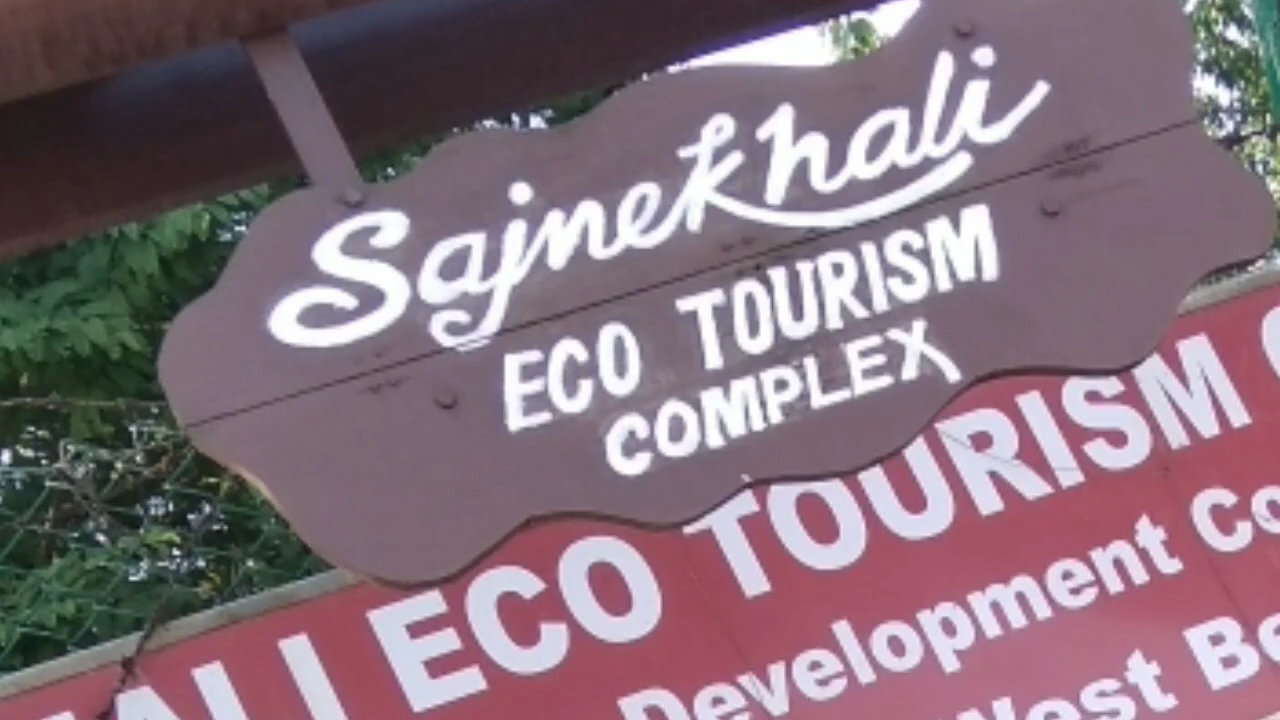 Sajnekhali
ECO TOURISM
COMPLEX
ALI ECO TOURISM
Development
West